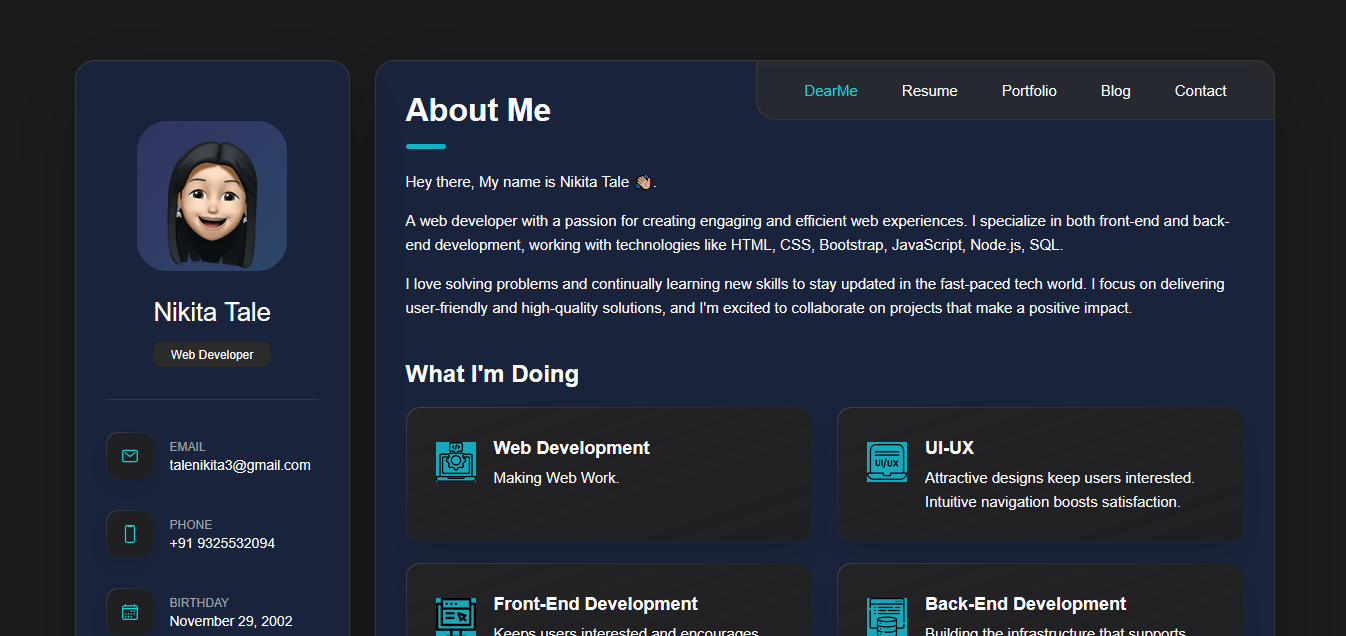 DearMe
Resume
Portfolio
Blog
Contact
Nikita Tale
Web Developer
EMAIL
talenikita3@gmail.com
PHONE
+91 9325532094
BIRTHDAY
November 29, 2002
About Me
Hey there, My name is Nikita Tale 👋🏼.
A web developer with a passion for creating engaging and efficient web experiences. I specialize in both front-end and back-
end development, working with technologies like HTML, CSS, Bootstrap, JavaScript, Node.js, SQL.
I love solving problems and continually learning new skills to stay updated in the fast-paced tech world. I focus on delivering
user-friendly and high-quality solutions, and I'm excited to collaborate on projects that make a positive impact.
What I'm Doing
Web Development
Making Web Work.
UI/UX
UI-UX
Attractive designs keep users interested.
Intuitive navigation boosts satisfaction.
Front-End Development
Keeps users interested and encourages
Back-End Development
Building the infrastructure that supports